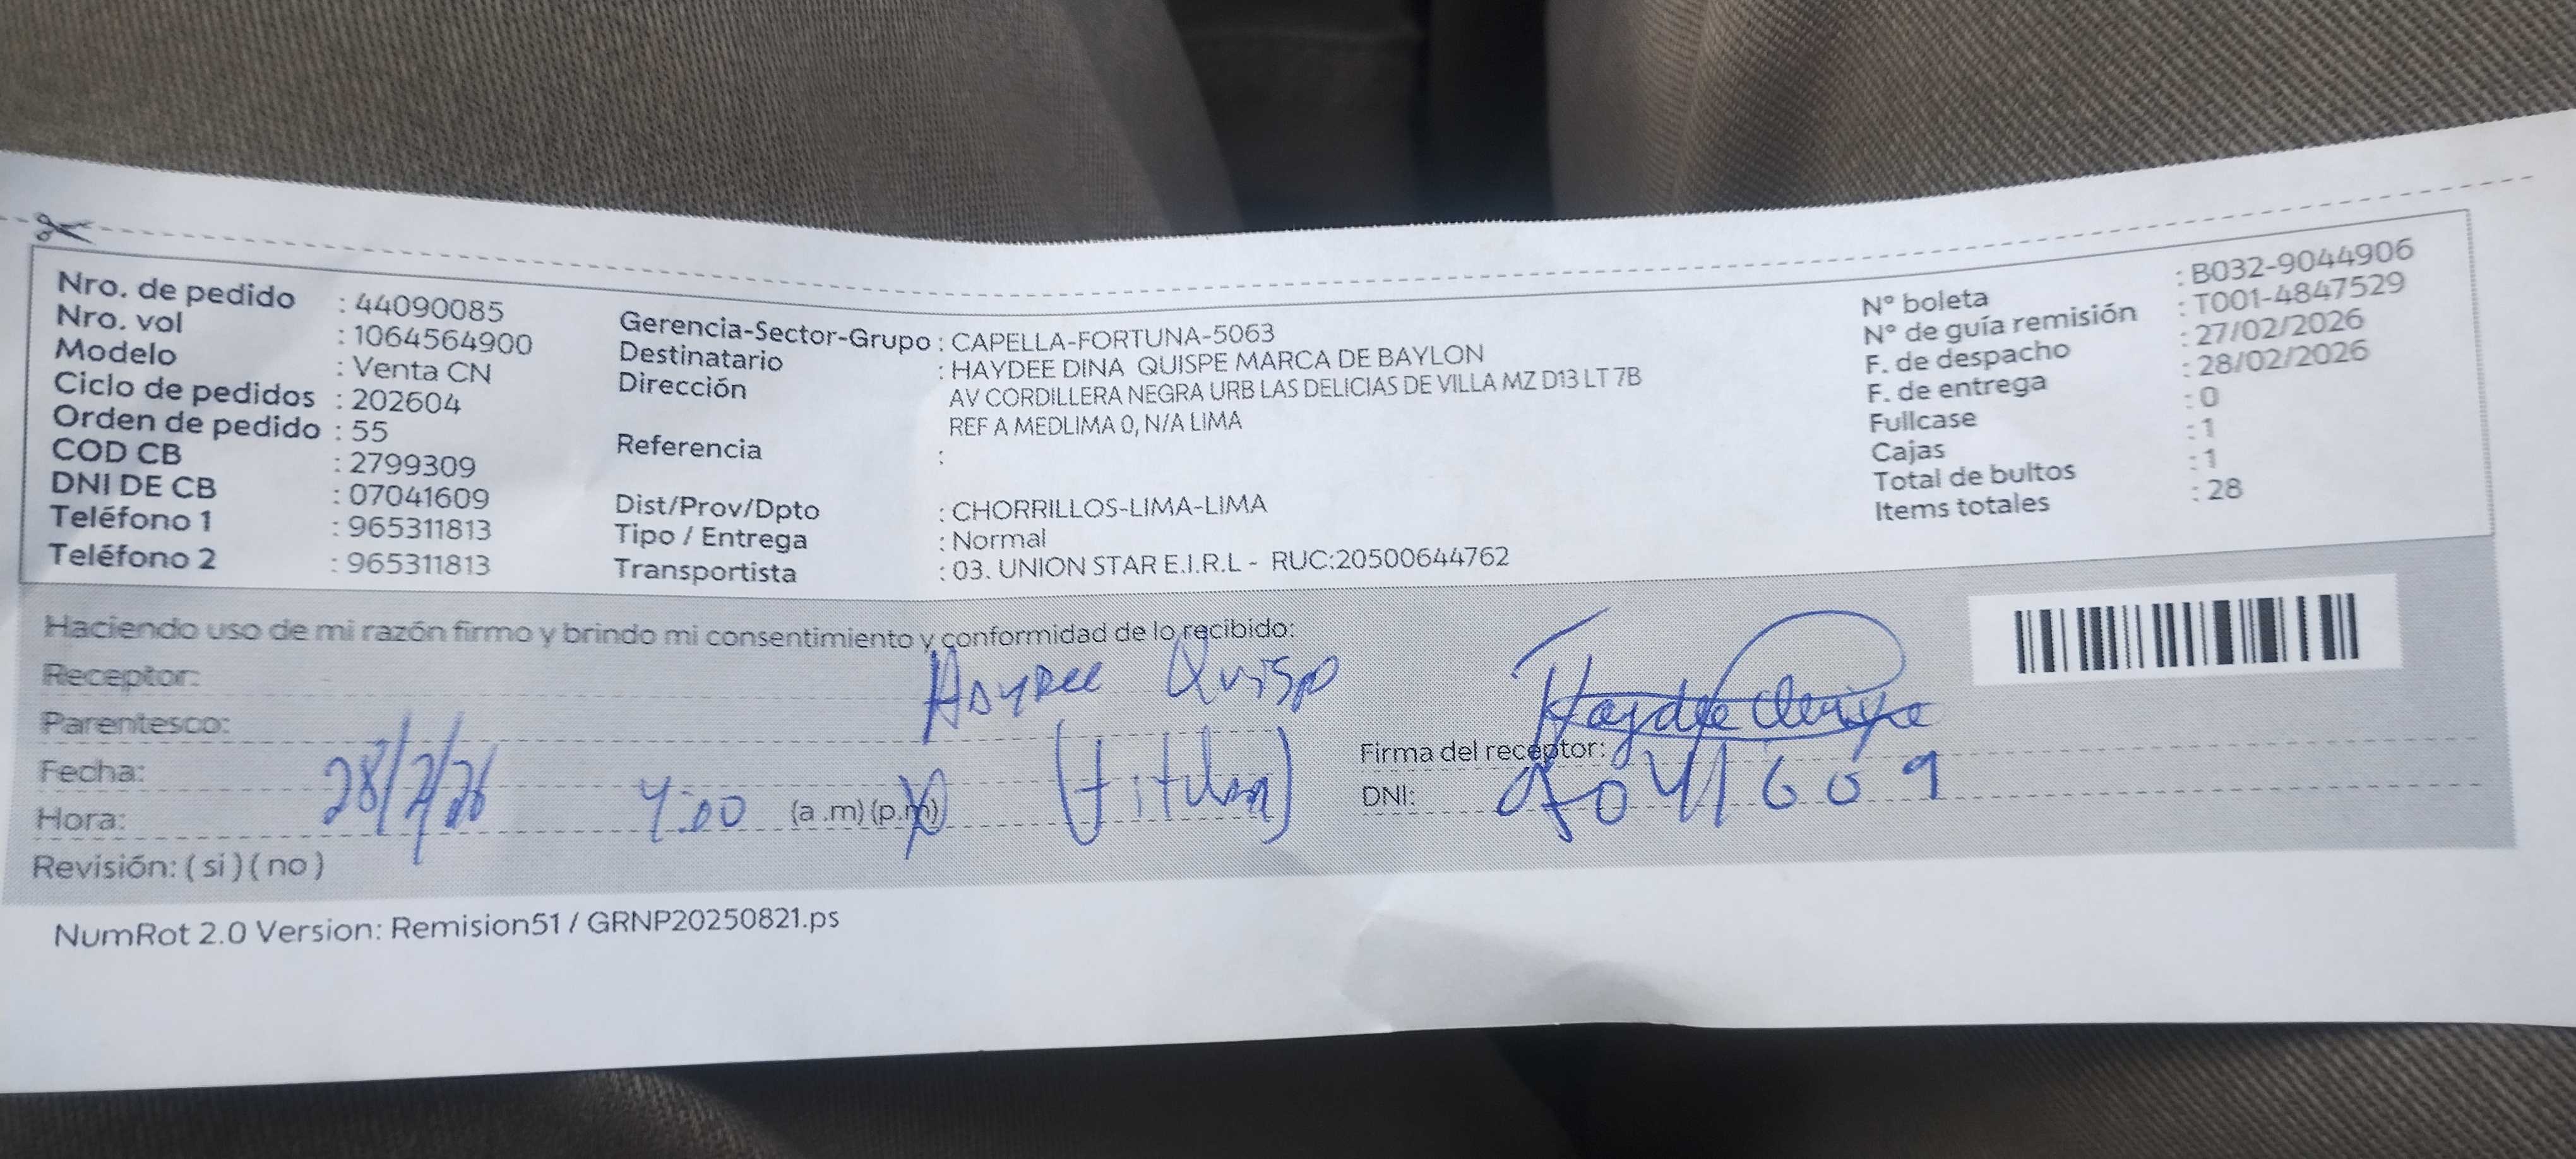 Nro. de pedido : 44090085
Nro. vol : 1064564900
Modelo : Venta CN
Ciclo de pedidos : 202604
Orden de pedido : 55
COD CB : 2799309
DNI DE CB : 07041609
Teléfono 1 : 965311813
Teléfono 2 : 965311813
Gerencia-Sector-Grupo : CAPELLA-FORTUNA-5063
Destinatario : HAYDEE DINA QUISPE MARCA DE BAYLON
Dirección AV CORDILLERA NEGRA URB LAS DELICIAS DE VILLA MZ D13 LT 7B
REF A MEDLIMA 0, N/A LIMA
Referencia :
Dist/Prov/Dpto : CHORRILLOS-LIMA-LIMA
Tipo / Entrega : Normal
Transportista : 03. UNION STAR E.I.R.L - RUC:20500644762
N° boleta : B032-9044906
N° de guía remisión : T001-4847529
F. de despacho : 27/02/2026
F. de entrega : 28/02/2026
Fullcase : 0
Cajas : 1
Total de bultos : 1
Items totales : 28
Haciendo uso de mi razón firmo y brindo mi consentimiento y conformidad de lo recibido:
Receptor: Haydee Quisp
Parentesco: (titular)
Fecha: 28/2/26
Hora: 4:00 (a.m)(p.m)
Revisión: ( si ) ( no )
Firma del receptor: Haydee Quispe
DNI: 07041609
NumRot 2.0 Version: Remision51 / GRNP20250821.ps